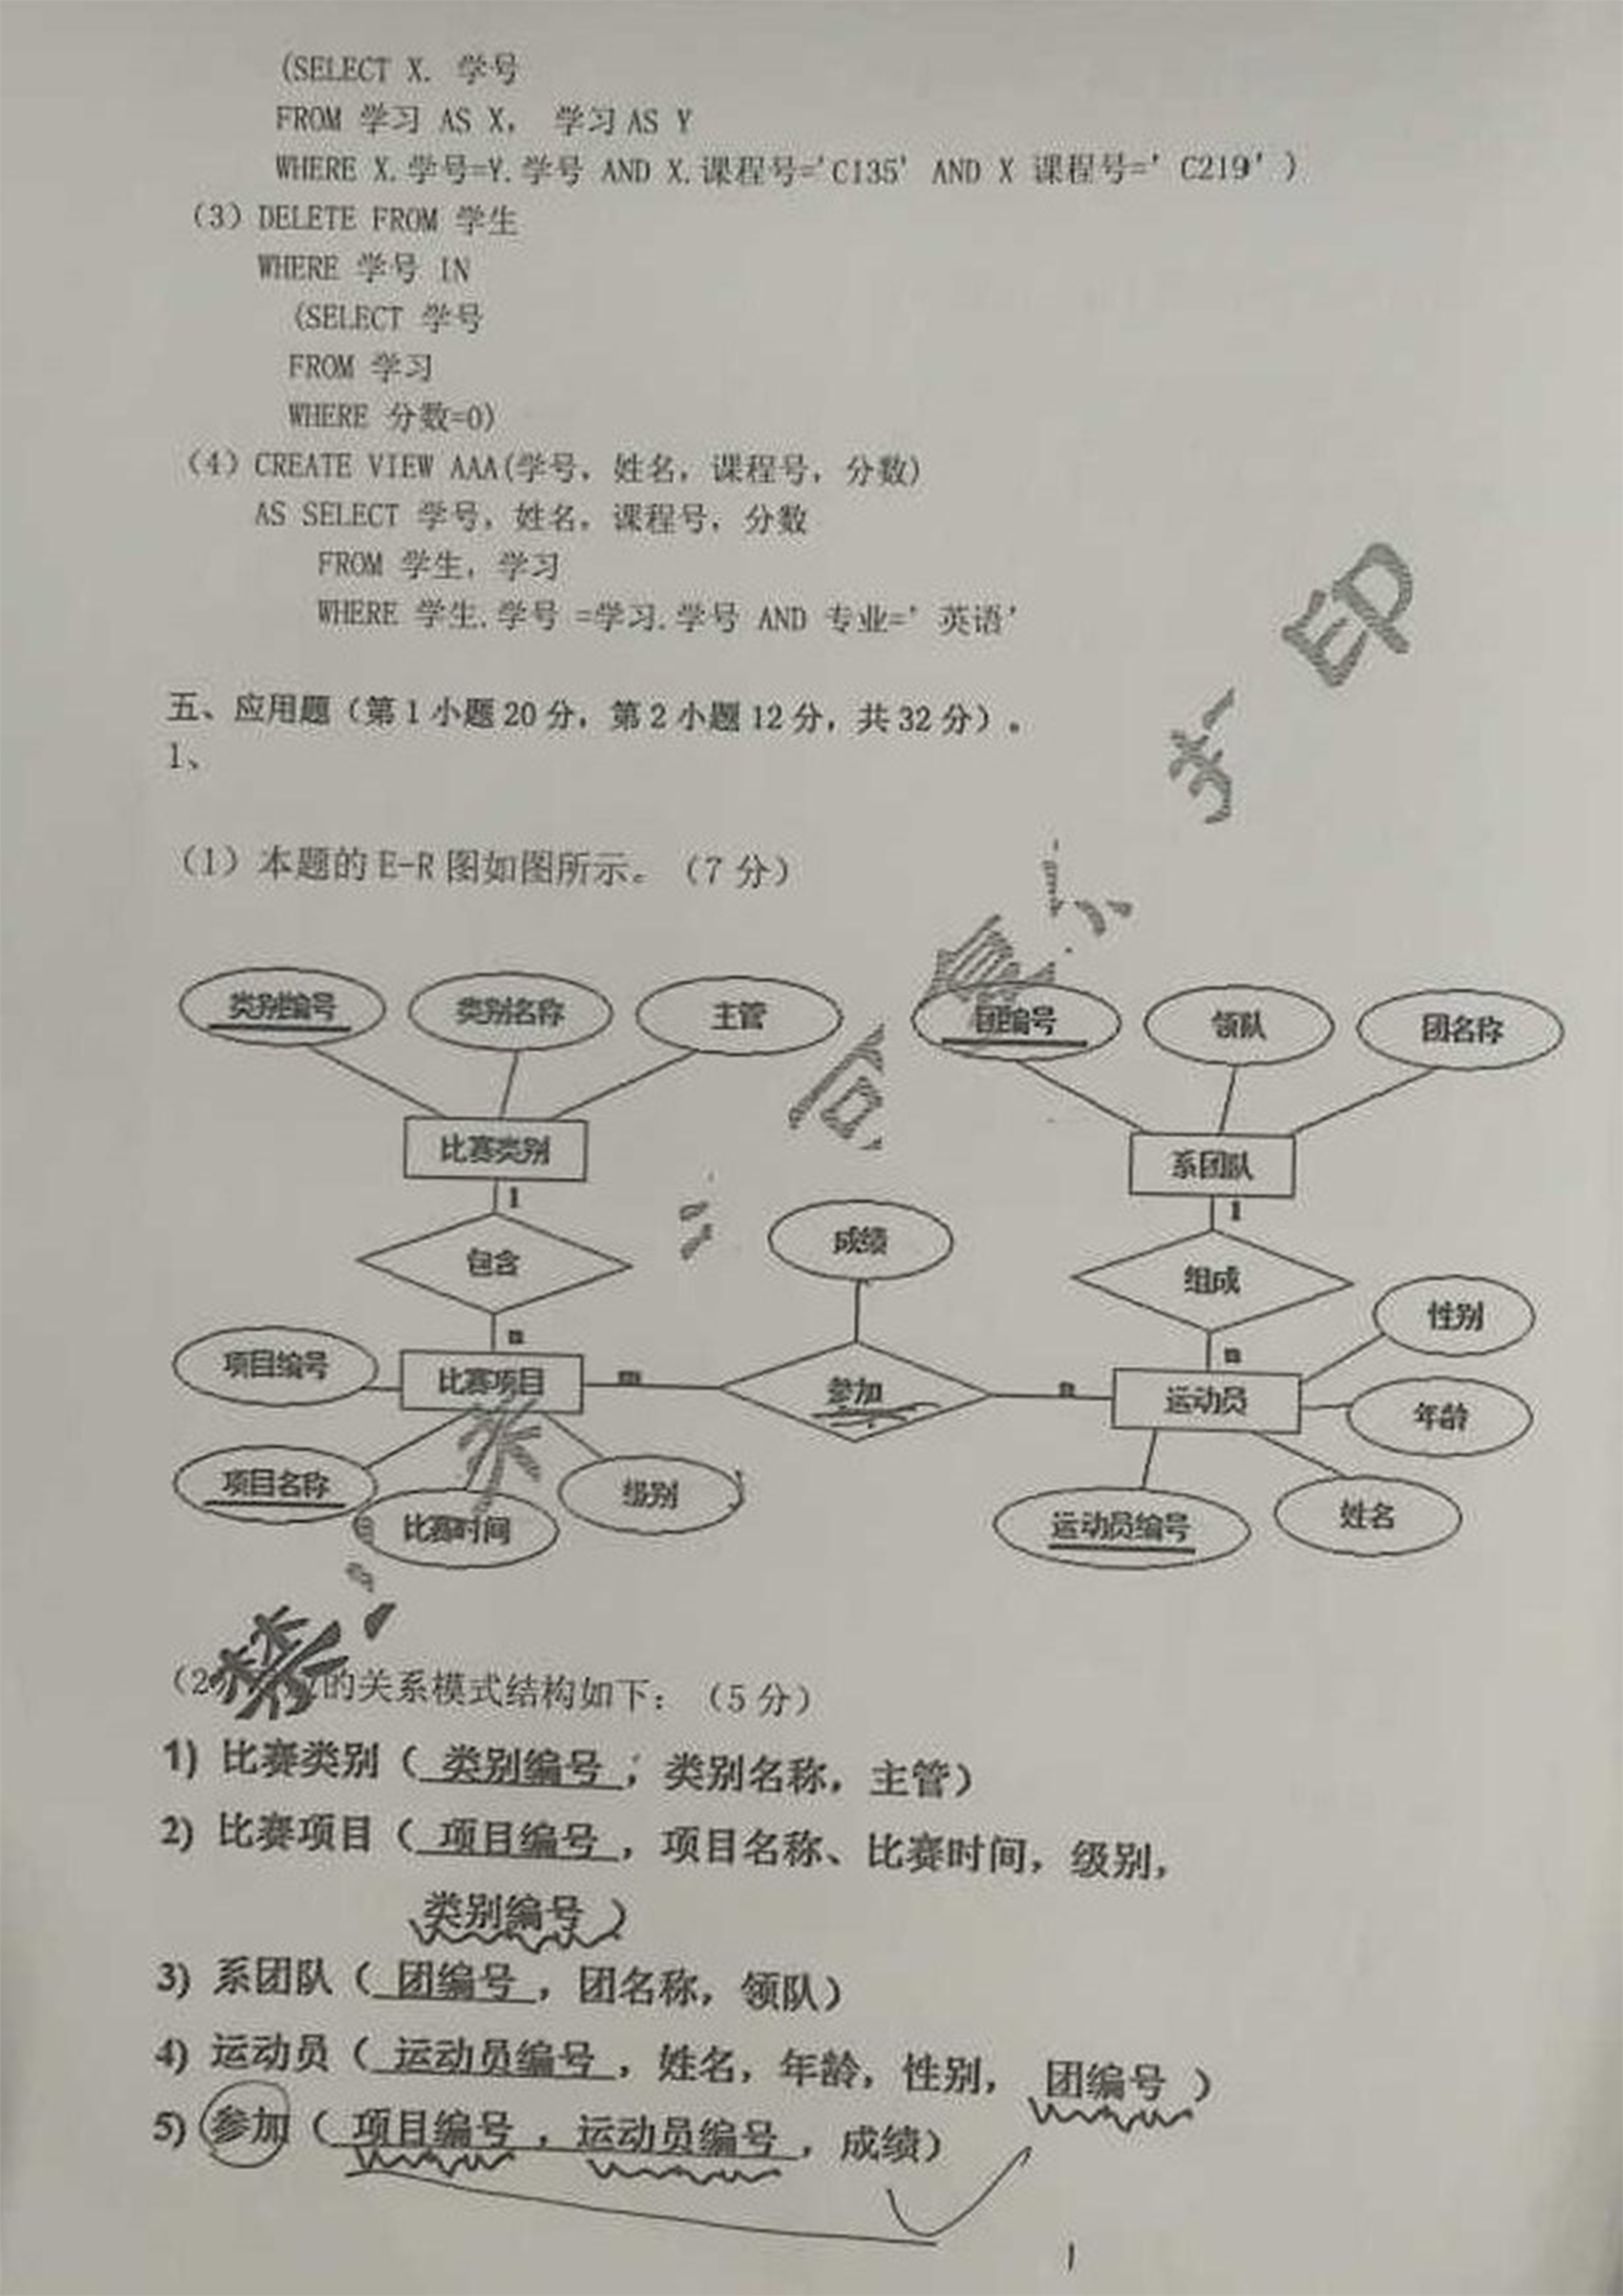 (SELECT X. 学号
FROM 学习 AS X, 学习 AS Y
WHERE X.学号=Y.学号 AND X.课程号='C135' AND X 课程号=' C219' )
(3) DELETE FROM 学生
WHERE 学号 IN
(SELECT 学号
FROM 学习
WHERE 分数=0)
(4) CREATE VIEW AAA(学号, 姓名, 课程号, 分数)
AS SELECT 学号, 姓名, 课程号, 分数
FROM 学生, 学习
WHERE 学生.学号 =学习.学号 AND 专业=' 英语'
五、应用题（第 1 小题 20 分，第 2 小题 12 分，共 32 分）。
1、
（1）本题的 E-R 图如图所示。（7 分）
类别编号 类别名称 主管 团编号 领队 团名称
比赛类别 系团队
1 1
包含 成绩 组成 性别
n n
项目编号 比赛项目 m 参加 n 运动员 年龄
项目名称 比赛时间 级别 运动员编号 姓名
（2 的关系模式结构如下：（5 分）
1) 比赛类别（ 类别编号 ，类别名称，主管）
2) 比赛项目（ 项目编号 ，项目名称、比赛时间，级别，
类别编号 ）
3) 系团队（ 团编号 ，团名称，领队）
4) 运动员（ 运动员编号 ，姓名，年龄，性别， 团编号 ）
5) 参加（ 项目编号 ，运动员编号 ，成绩）